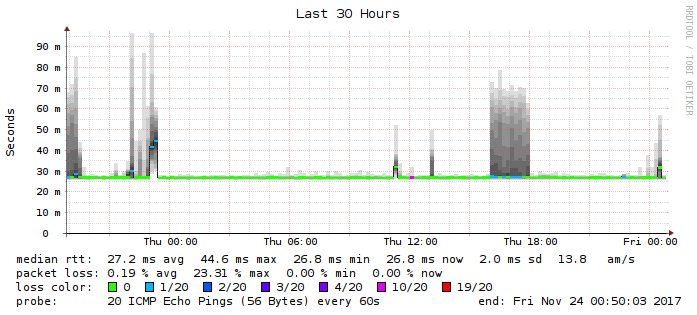 Last 30 Hours
RRDTOOL / TOBI OETIKER
Seconds
90 m
80 m
70 m
60 m
50 m
40 m
30 m
20 m
10 m
0
Thu 00:00 Thu 06:00 Thu 12:00 Thu 18:00 Fri 00:00
median rtt: 27.2 ms avg 44.6 ms max 26.8 ms min 26.8 ms now 2.0 ms sd 13.8 am/s
packet loss: 0.19 % avg 23.31 % max 0.00 % min 0.00 % now
loss color: 0 1/20 2/20 3/20 4/20 10/20 19/20
probe: 20 ICMP Echo Pings (56 Bytes) every 60s end: Fri Nov 24 00:50:03 2017